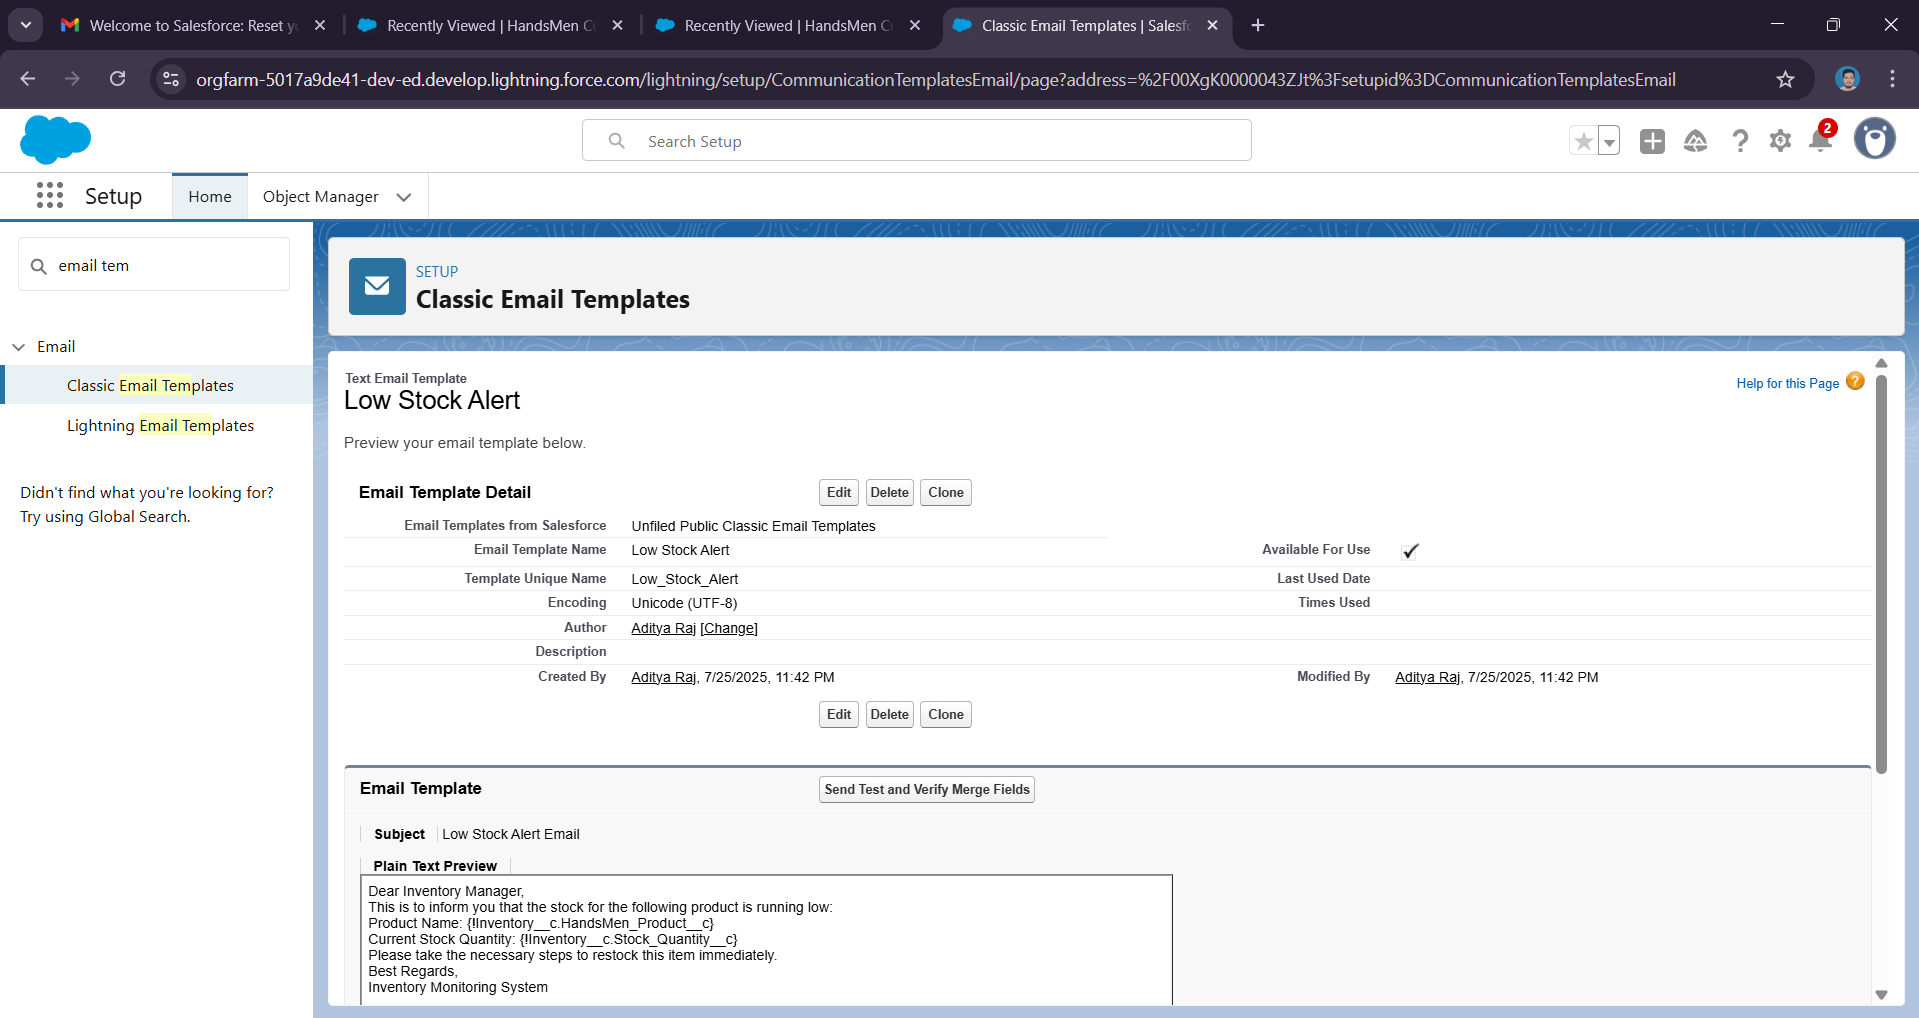 Welcome to Salesforce: Reset yo
Recently Viewed | HandsMen Cu
Recently Viewed | HandsMen Cu
Classic Email Templates | Salesfo
orgfarm-5017a9de41-dev-ed.develop.lightning.force.com/lightning/setup/CommunicationTemplatesEmail/page?address=%2F00XgK0000043ZJt%3Fsetupid%3DCommunicationTemplatesEmail
Search Setup
2
Setup
Home
Object Manager
email tem
Email
Classic Email Templates
Lightning Email Templates
Didn't find what you're looking for?
Try using Global Search.
SETUP
Classic Email Templates
Text Email Template
Low Stock Alert
Help for this Page ?
Preview your email template below.
Email Template Detail
Edit Delete Clone
Email Templates from Salesforce Unfiled Public Classic Email Templates
Email Template Name Low Stock Alert Available For Use
Template Unique Name Low_Stock_Alert Last Used Date
Encoding Unicode (UTF-8) Times Used
Author Aditya Raj [Change]
Description
Created By Aditya Raj, 7/25/2025, 11:42 PM Modified By Aditya Raj, 7/25/2025, 11:42 PM
Edit Delete Clone
Email Template Send Test and Verify Merge Fields
Subject Low Stock Alert Email
Plain Text Preview
Dear Inventory Manager,
This is to inform you that the stock for the following product is running low:
Product Name: {!Inventory__c.HandsMen_Product__c}
Current Stock Quantity: {!Inventory__c.Stock_Quantity__c}
Please take the necessary steps to restock this item immediately.
Best Regards,
Inventory Monitoring System